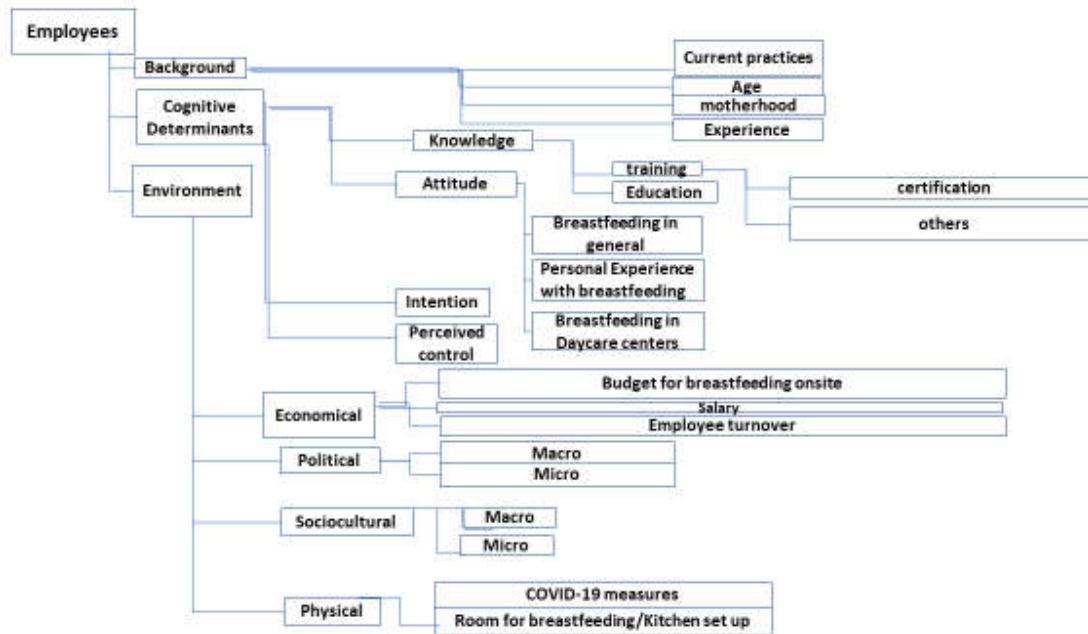 Employees
Background
Current practices
Age
motherhood
Experience
Cognitive
Determinants
Knowledge
training
Education
certification
others
Attitude
Breastfeeding in
general
Personal Experience
with breastfeeding
Breastfeeding in
Daycare centers
Intention
Perceived
control
Environment
Economical
Budget for breastfeeding onsite
Salary
Employee turnover
Political
Macro
Micro
Sociocultural
Macro
Micro
Physical
COVID-19 measures
Room for breastfeeding/Kitchen set up